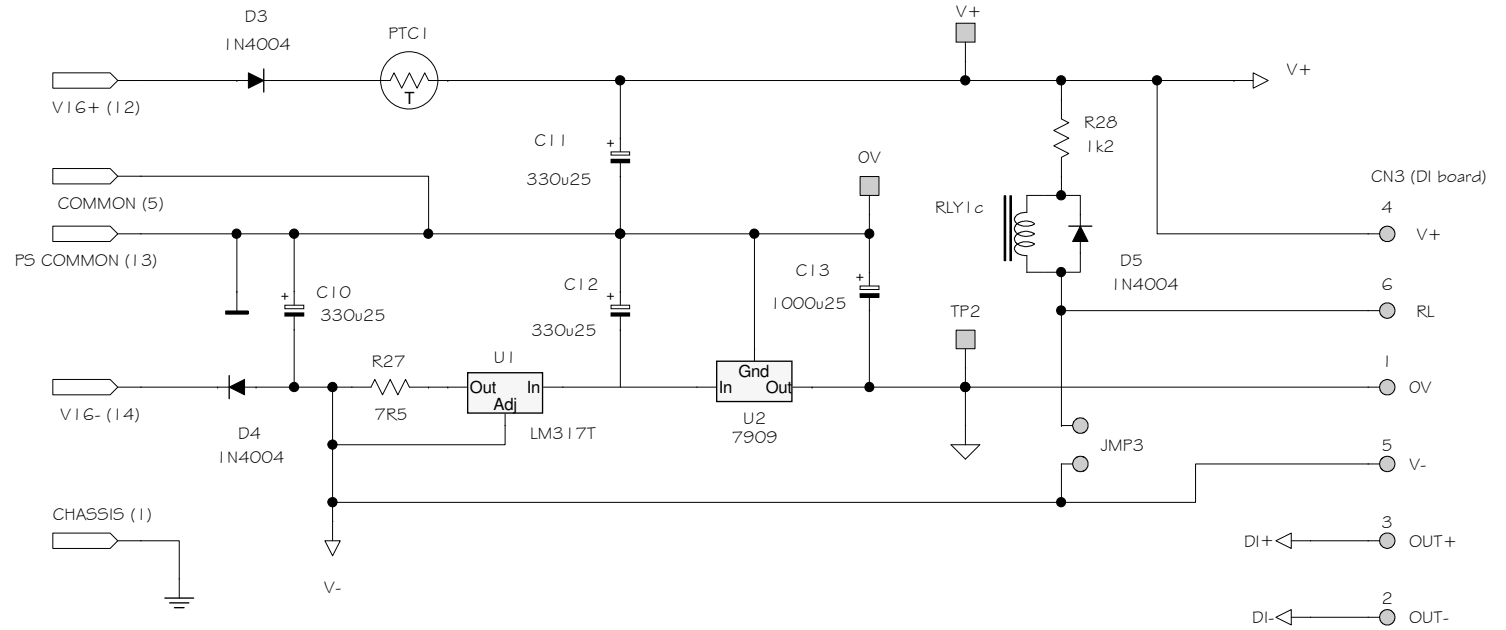 D3
1N4004
PTC1
V+
V16+ (12)
T
V+
R28
1k2
C11
330u25
0V
COMMON (5)
CN3 (DI board)
RLY1c
4
V+
PS COMMON (13)
D5
1N4004
C10
330u25
C12
330u25
C13
1000u25
6
RL
TP2
R27
7R5
U1
Out
In
Adj
LM317T
Gnd
In
Out
U2
7909
1
0V
V16- (14)
D4
1N4004
JMP3
5
V-
CHASSIS (1)
3
DI+
OUT+
V-
2
DI-
OUT-